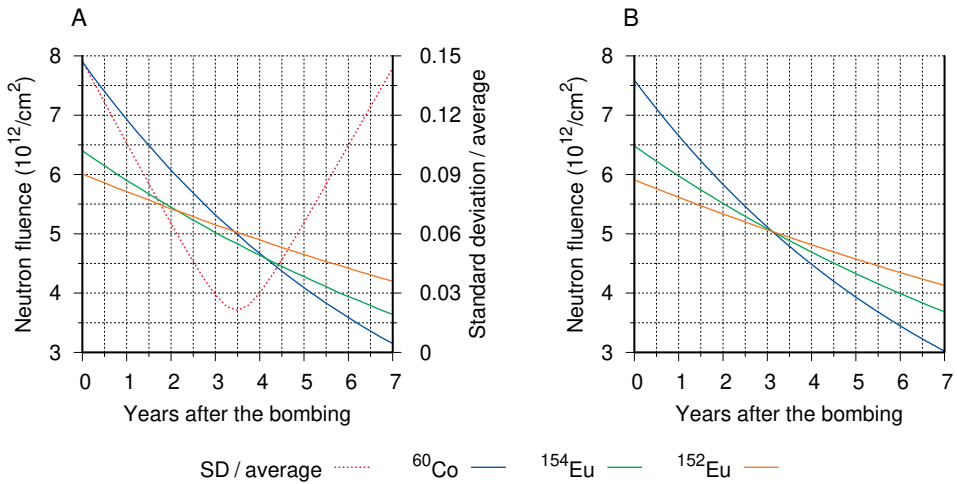 A
Neutron fluence (10¹²/cm²)
8
7
6
5
4
3
0.15
0.12
0.09
0.06
0.03
0
Standard deviation / average
0 1 2 3 4 5 6 7
Years after the bombing
B
Neutron fluence (10¹²/cm²)
8
7
6
5
4
3
0 1 2 3 4 5 6 7
Years after the bombing
SD / average ⁶⁰Co ¹⁵⁴Eu ¹⁵²Eu